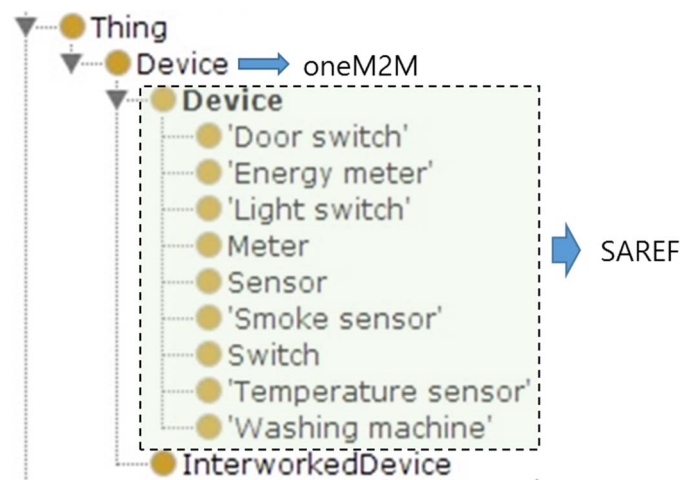 Thing
Device oneM2M
Device
'Door switch'
'Energy meter'
'Light switch'
Meter
Sensor
SAREF
'Smoke sensor'
Switch
'Temperature sensor'
'Washing machine'
InterworkedDevice